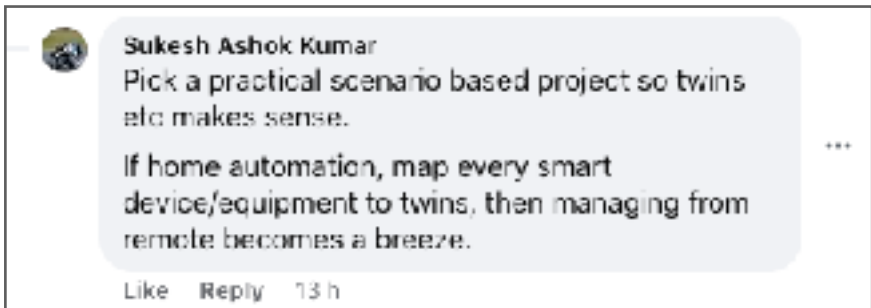 Sukesh Ashok Kumar
Pick a practical scenario based project so twins
etc makes sense.
If home automation, map every smart
device/equipment to twins, then managing from
remote becomes a breeze.
Like Reply 13 h